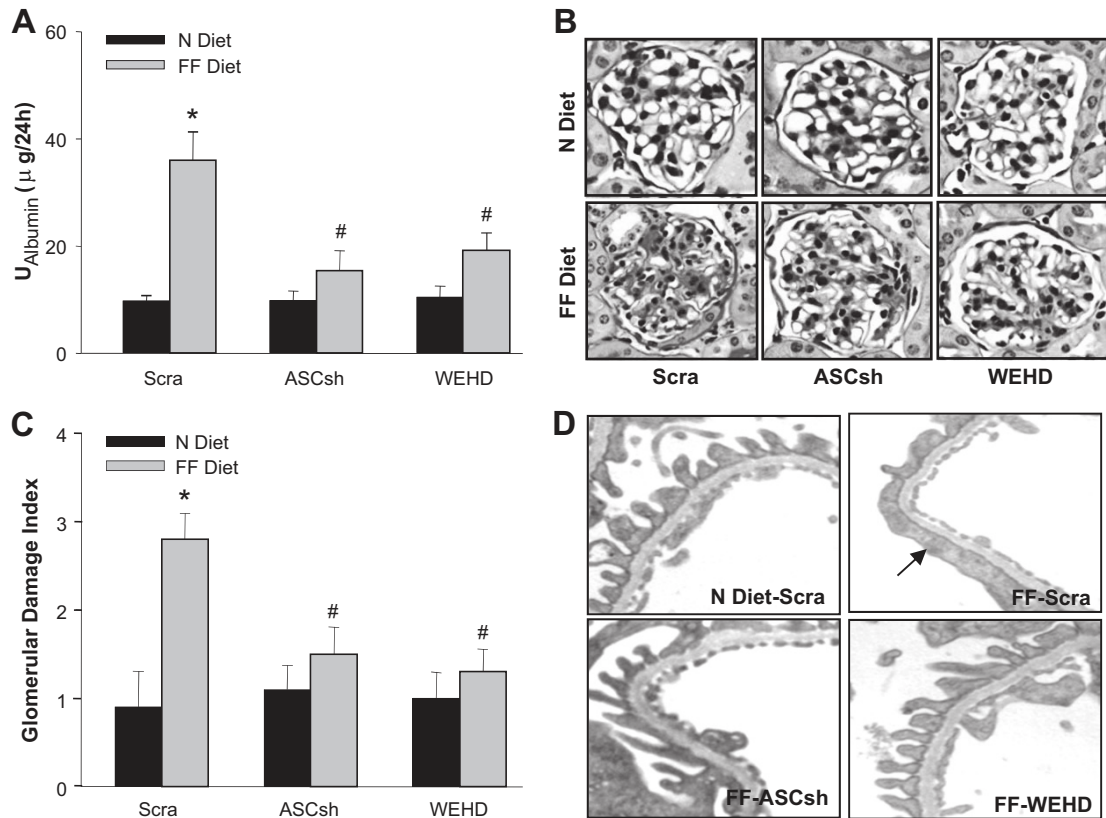 A
60
40
20
0
U_Albumin (μ g/24h)
N Diet
FF Diet
*
#
#
Scra ASCsh WEHD
B
N Diet
FF Diet
Scra ASCsh WEHD
C
4
3
2
1
0
Glomerular Damage Index
N Diet
FF Diet
*
#
#
Scra ASCsh WEHD
D
N Diet-Scra
FF-Scra
FF-ASCsh
FF-WEHD